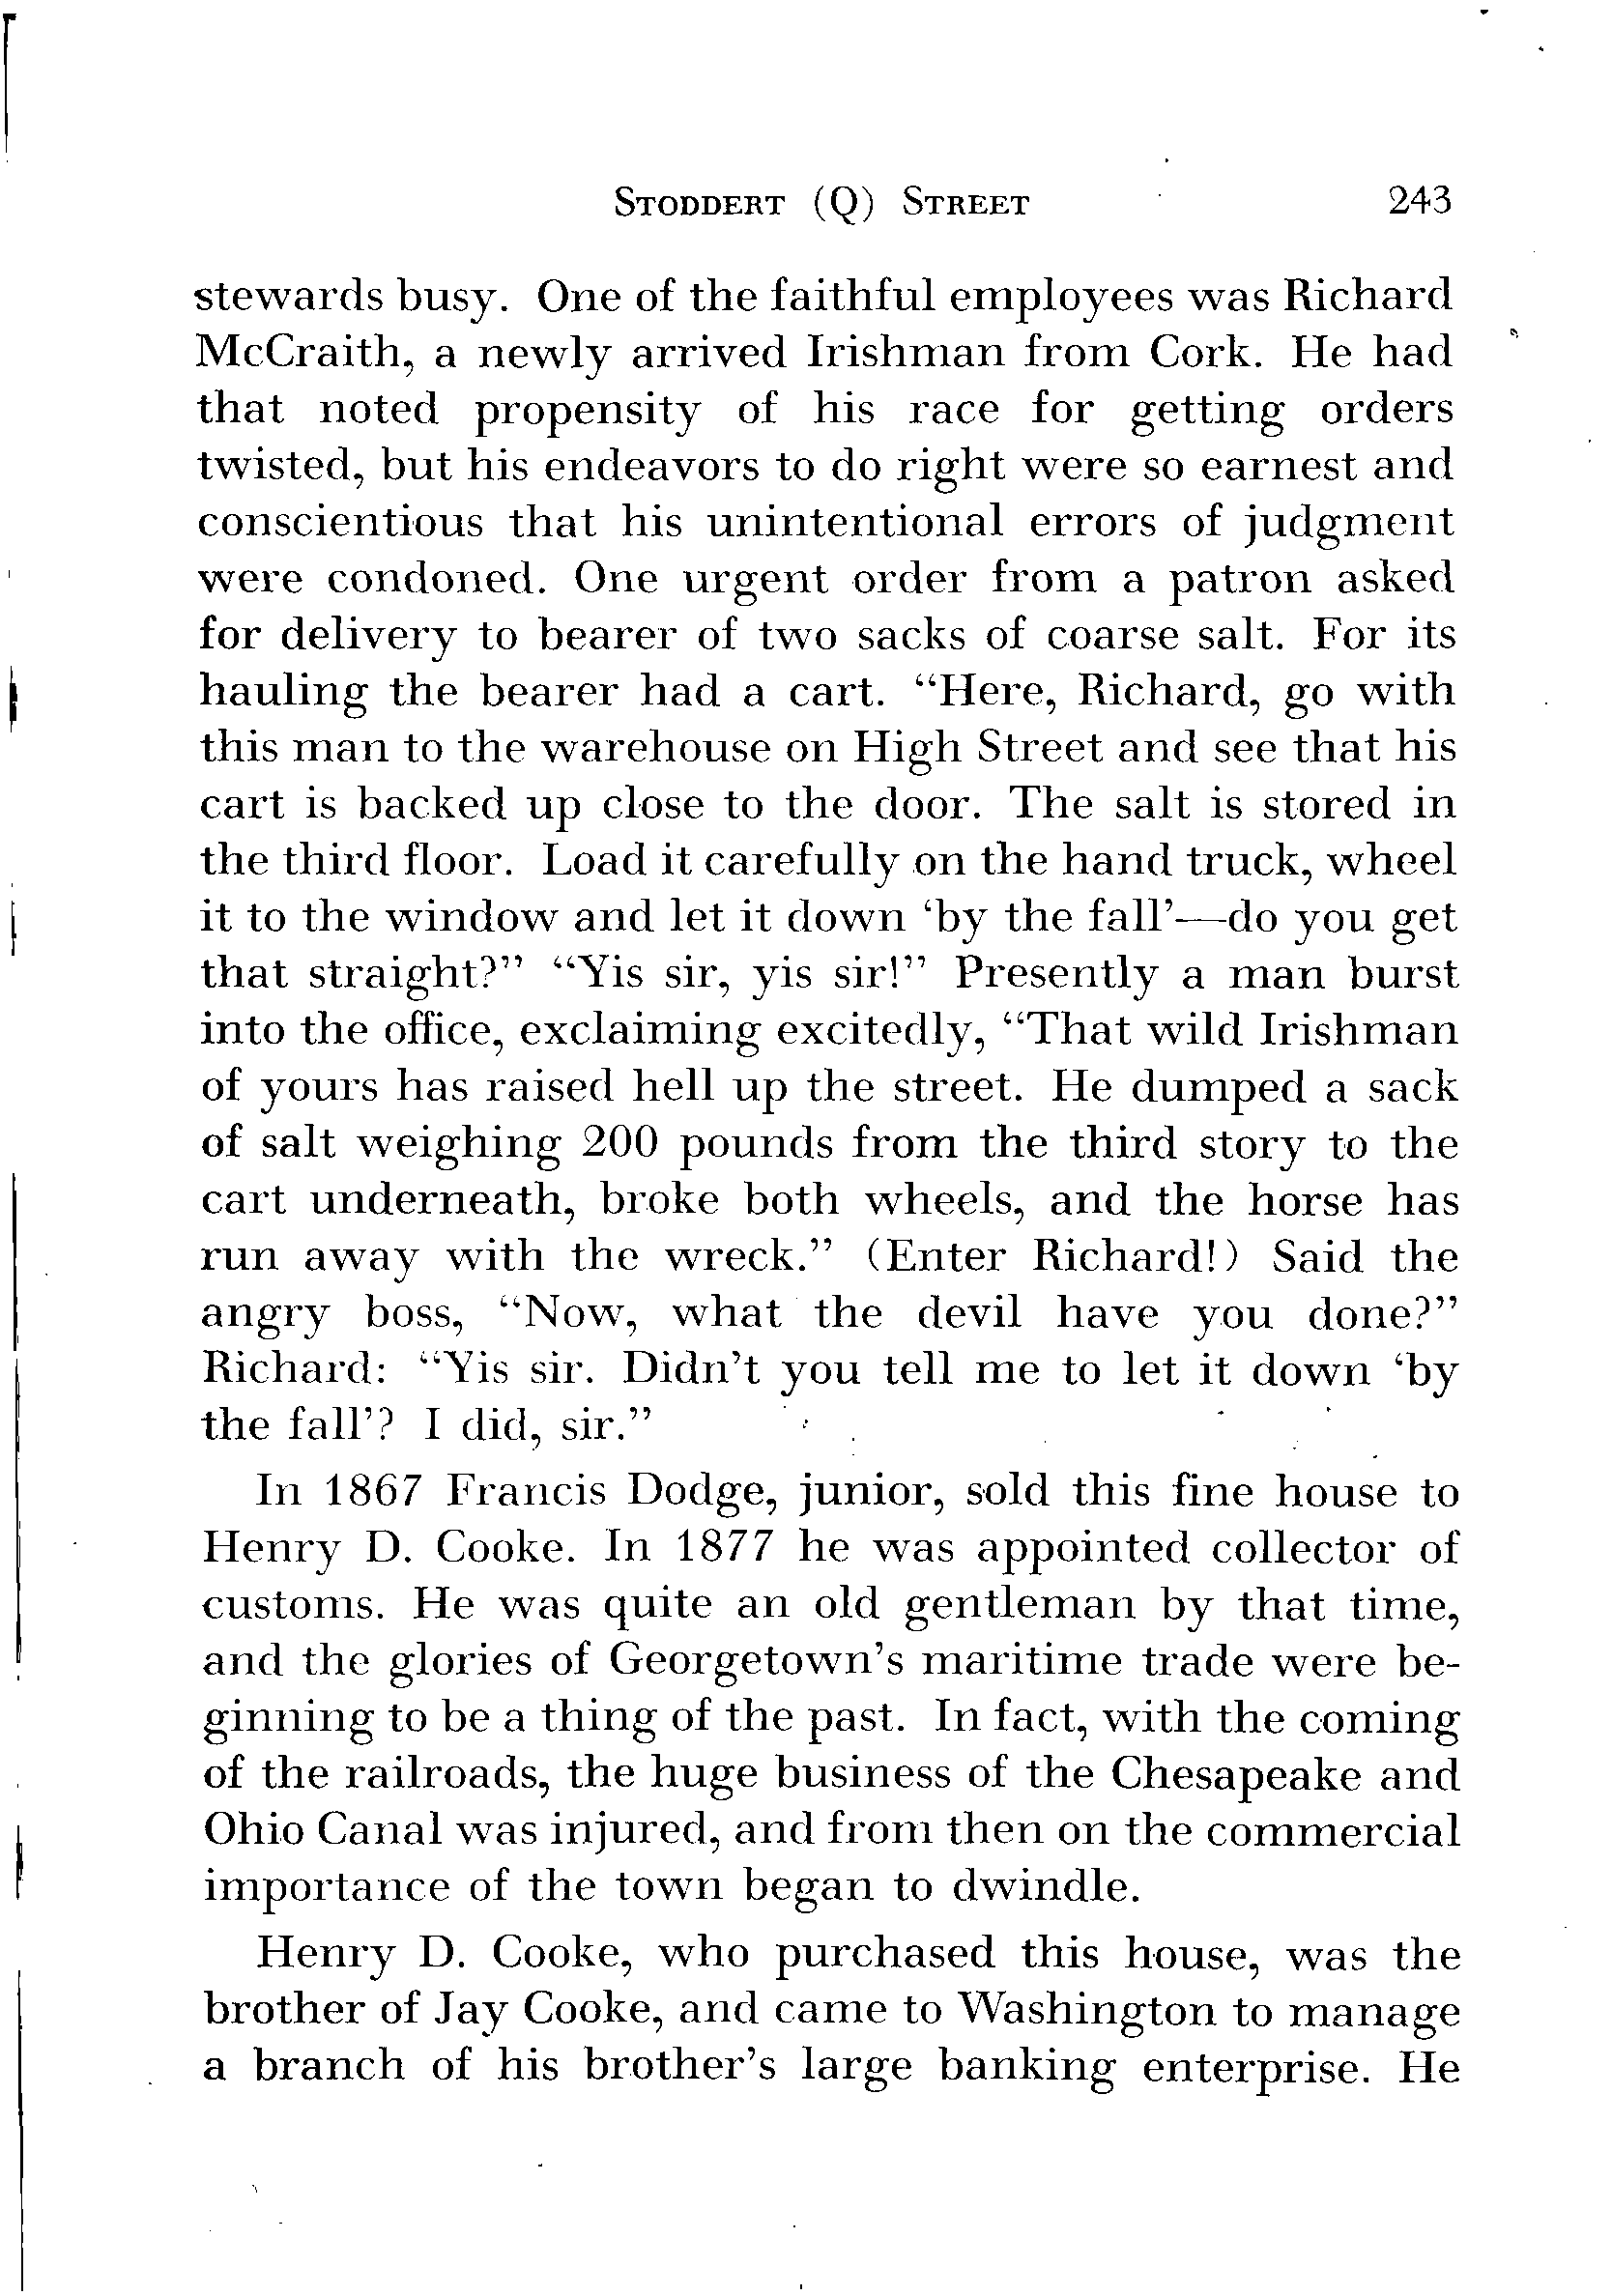 STODDERT (Q) STREET 243
stewards busy. One of the faithful employees was Richard
McCraith, a newly arrived Irishman from Cork. He had
that noted propensity of his race for getting orders
twisted, but his endeavors to do right were so earnest and
conscientious that his unintentional errors of judgment
were condoned. One urgent order from a patron asked
for delivery to bearer of two sacks of coarse salt. For its
hauling the bearer had a cart. “Here, Richard, go with
this man to the warehouse on High Street and see that his
cart is backed up close to the door. The salt is stored in
the third floor. Load it carefully on the hand truck, wheel
it to the window and let it down ‘by the fall’—do you get
that straight?” “Yis sir, yis sir!” Presently a man burst
into the office, exclaiming excitedly, “That wild Irishman
of yours has raised hell up the street. He dumped a sack
of salt weighing 200 pounds from the third story to the
cart underneath, broke both wheels, and the horse has
run away with the wreck.” (Enter Richard!) Said the
angry boss, “Now, what the devil have you done?”
Richard: “Yis sir. Didn’t you tell me to let it down ‘by
the fall’? I did, sir.”
In 1867 Francis Dodge, junior, sold this fine house to
Henry D. Cooke. In 1877 he was appointed collector of
customs. He was quite an old gentleman by that time,
and the glories of Georgetown’s maritime trade were be-
ginning to be a thing of the past. In fact, with the coming
of the railroads, the huge business of the Chesapeake and
Ohio Canal was injured, and from then on the commercial
importance of the town began to dwindle.
Henry D. Cooke, who purchased this house, was the
brother of Jay Cooke, and came to Washington to manage
a branch of his brother’s large banking enterprise. He